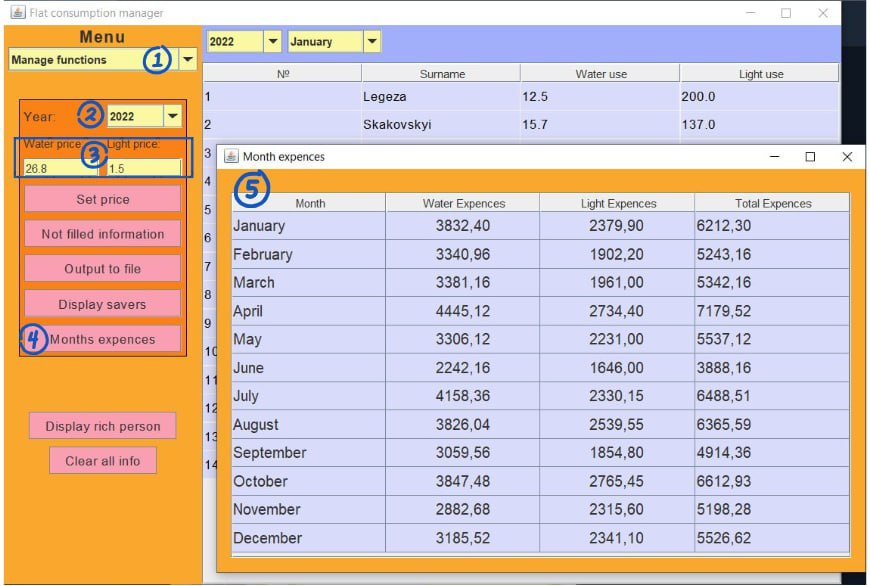 Flat consumption manager
Menu
Manage functions 1
2022 January
Year: 2 2022
Water price: 3 Light price:
26.8 1.5
Set price
Not filled information
Output to file
Display savers
4 Months expences
Display rich person
Clear all info
Nº Surname Water use Light use
1 Legeza 12.5 200.0
2 Skakovskyi 15.7 137.0
3
4
5
6
7
8
9
10
11
12
13
14
Month expences
5
Month Water Expences Light Expences Total Expences
January 3832,40 2379,90 6212,30
February 3340,96 1902,20 5243,16
March 3381,16 1961,00 5342,16
April 4445,12 2734,40 7179,52
May 3306,12 2231,00 5537,12
June 2242,16 1646,00 3888,16
July 4158,36 2330,15 6488,51
August 3826,04 2539,55 6365,59
September 3059,56 1854,80 4914,36
October 3847,48 2765,45 6612,93
November 2882,68 2315,60 5198,28
December 3185,52 2341,10 5526,62